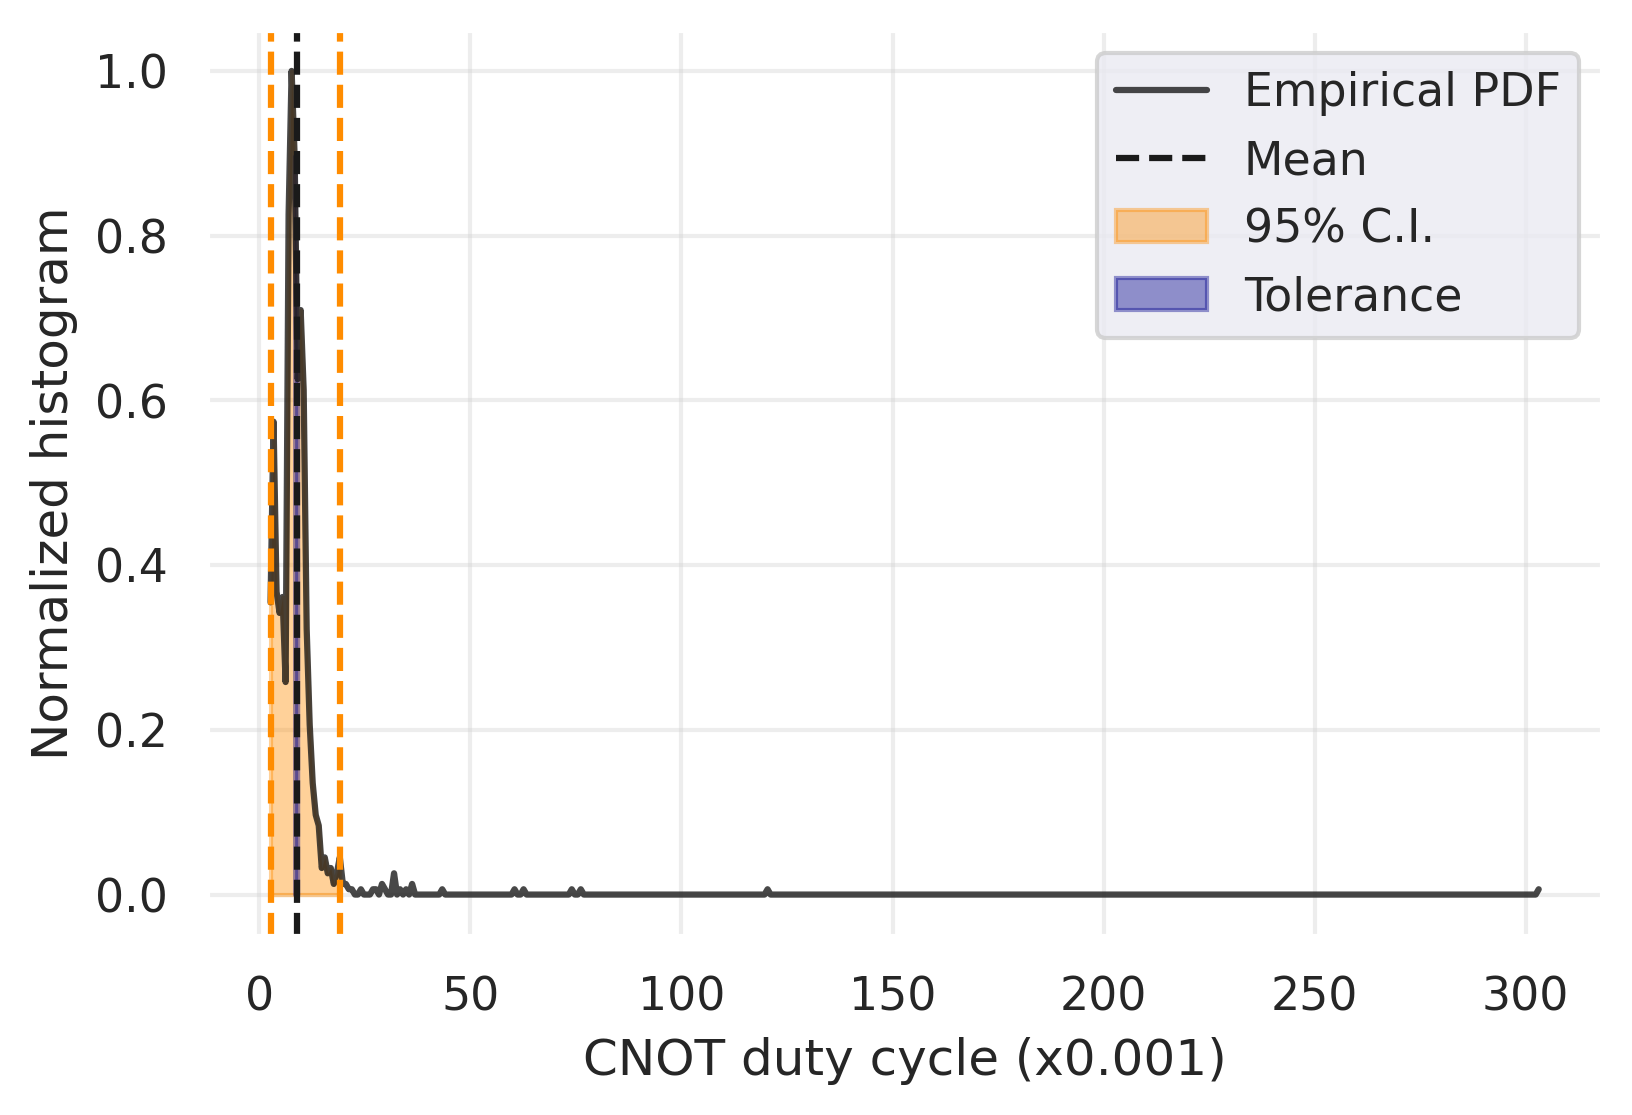 Normalized histogram
1.0
0.8
0.6
0.4
0.2
0.0
Empirical PDF
Mean
95% C.I.
Tolerance
0 50 100 150 200 250 300
CNOT duty cycle (x0.001)